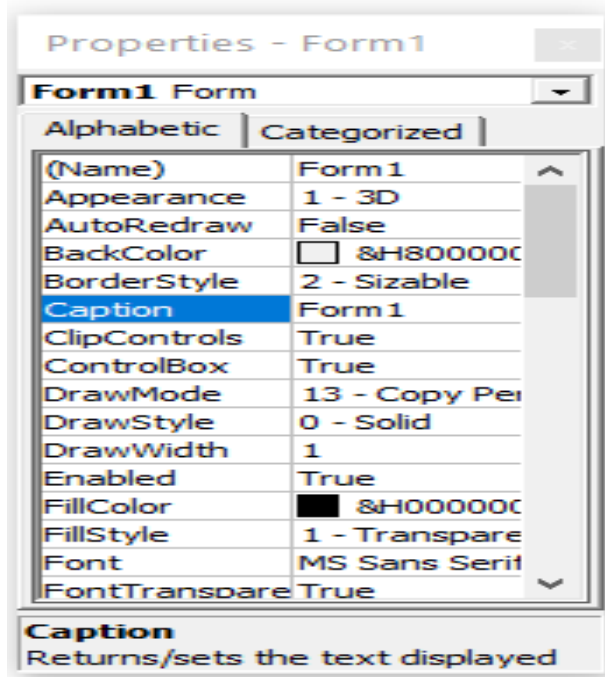 Properties - Form1
Form1 Form
Alphabetic Categorized
(Name) Form1
Appearance 1 - 3D
AutoRedraw False
BackColor &H800000
BorderStyle 2 - Sizable
Caption Form1
ClipControls True
ControlBox True
DrawMode 13 - Copy Pe
DrawStyle 0 - Solid
DrawWidth 1
Enabled True
FillColor &H000000
FillStyle 1 - Transpare
Font MS Sans Serif
FontTranspare True
Caption
Returns/sets the text displayed